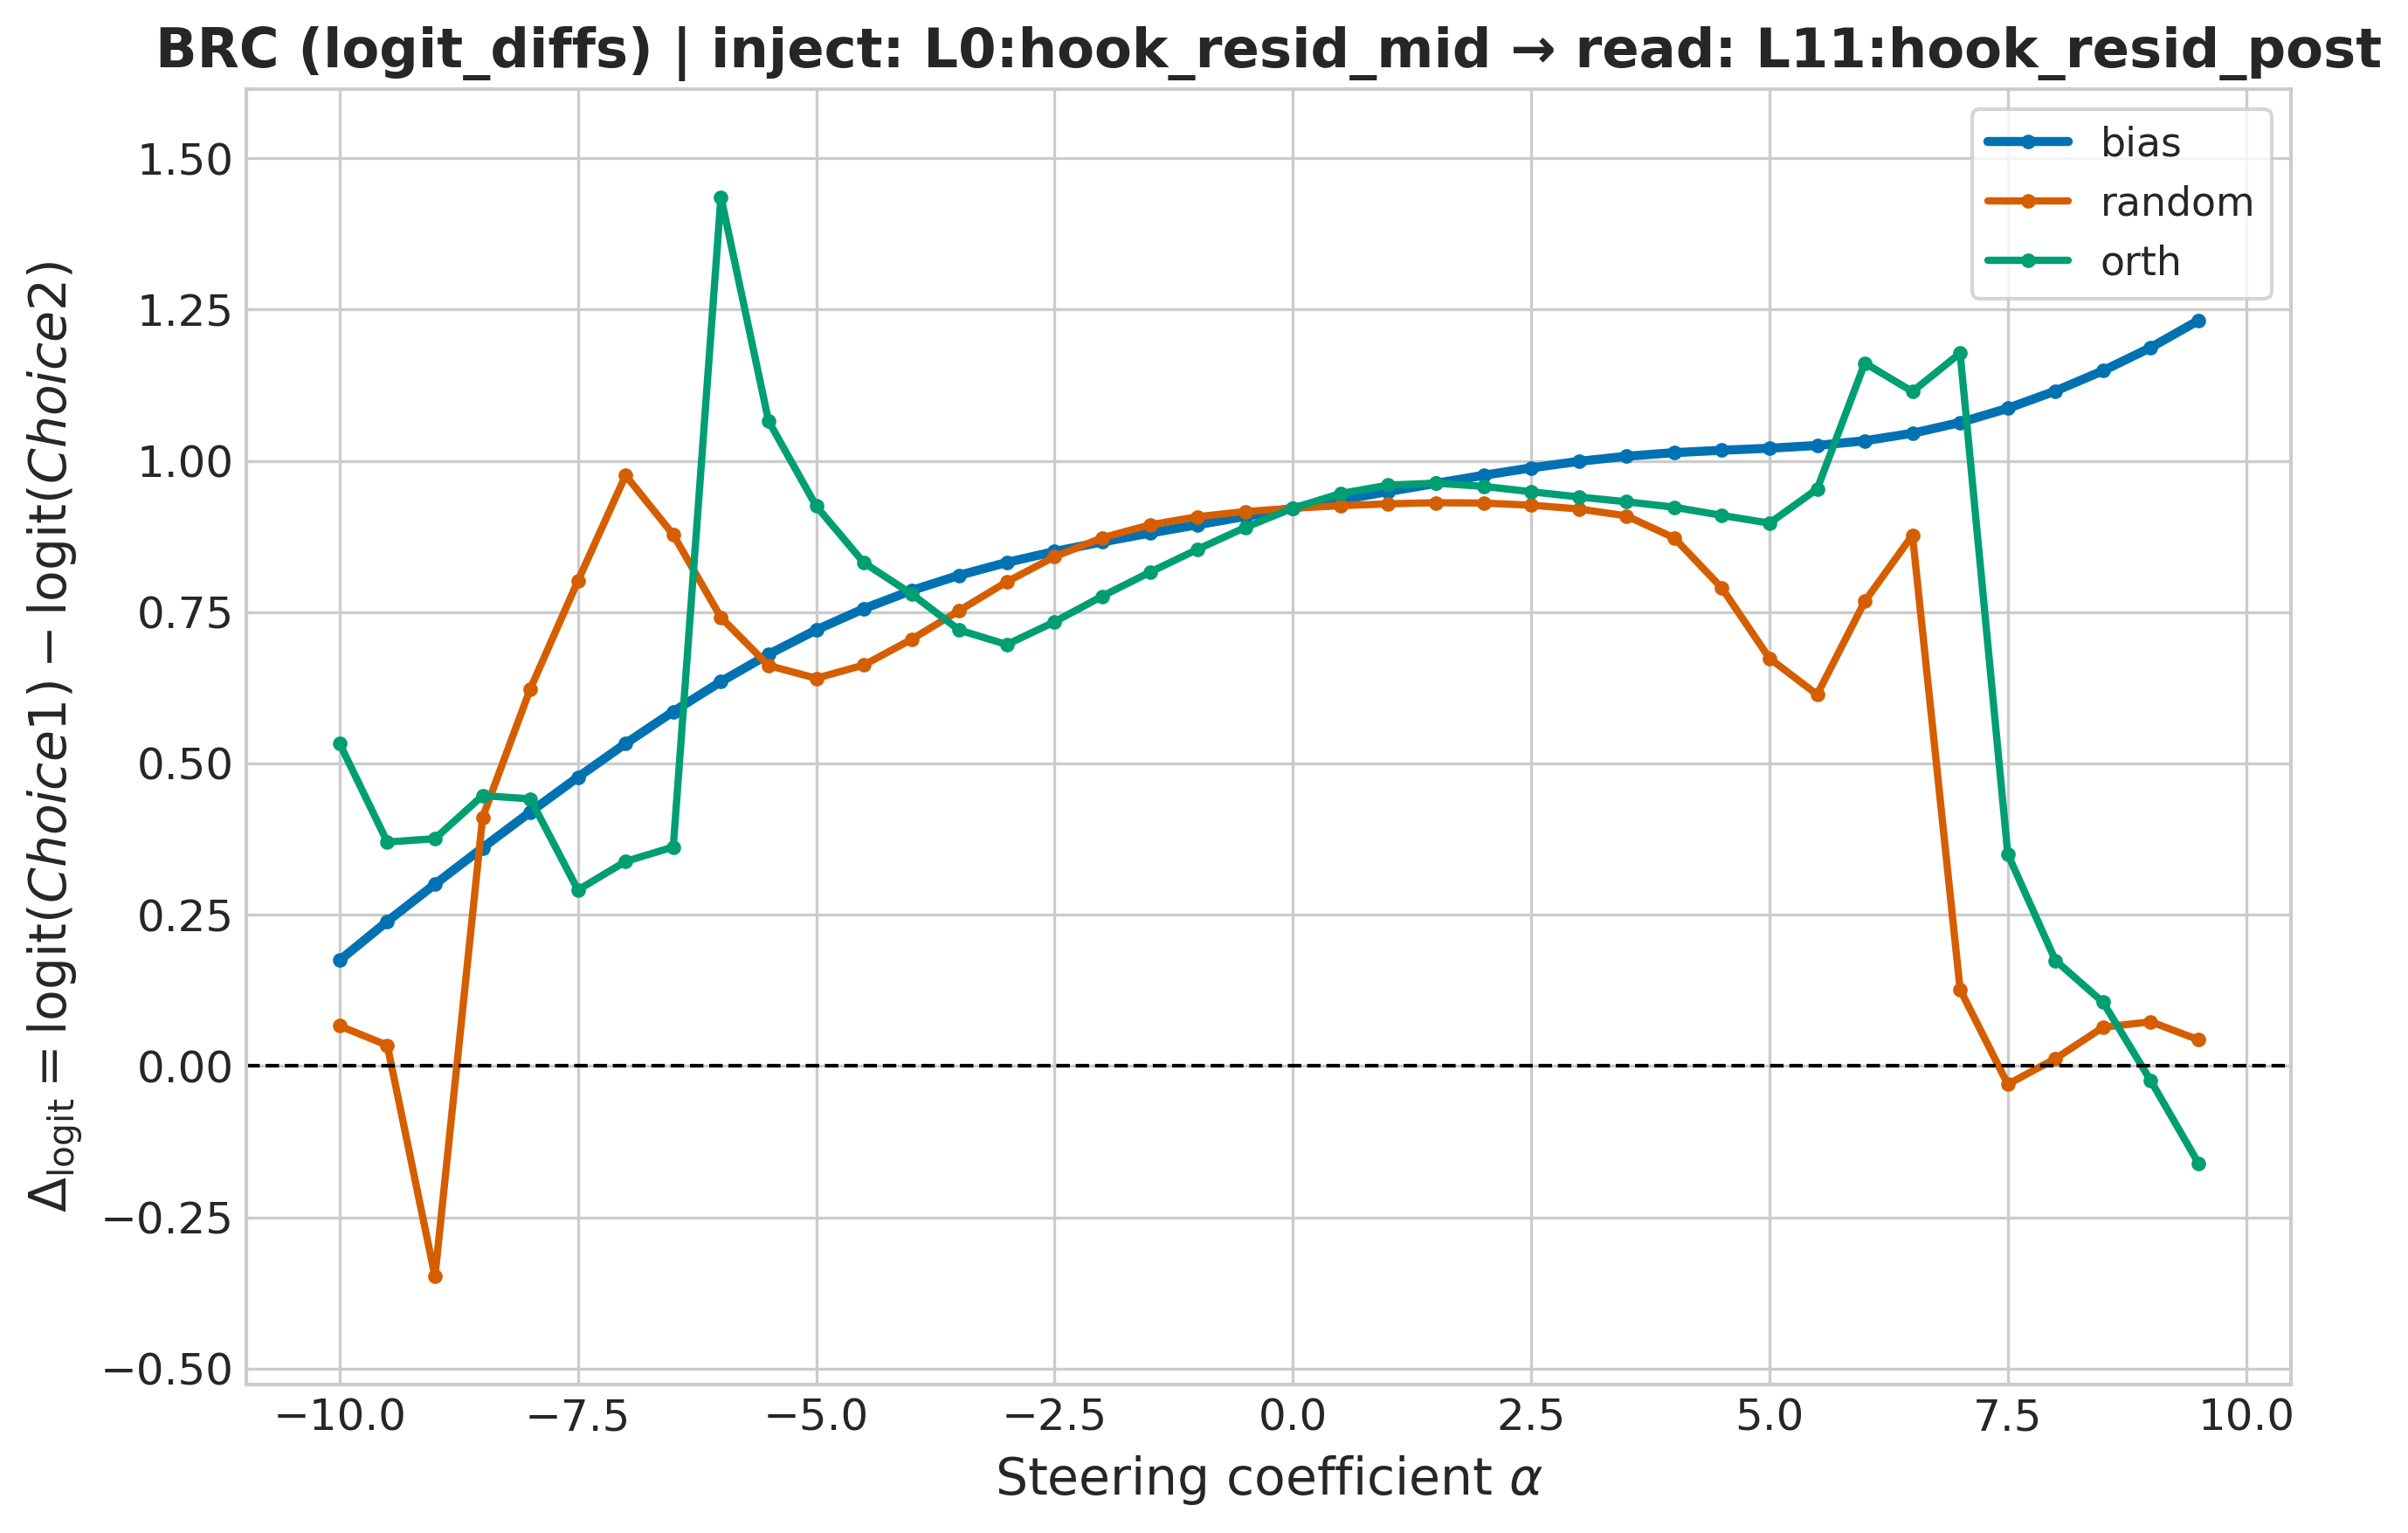 BRC (logit_diffs) | inject: L0:hook_resid_mid → read: L11:hook_resid_post
bias
random
orth
Δlogit = logit(Choice1) − logit(Choice2)
1.50
1.25
1.00
0.75
0.50
0.25
0.00
−0.25
−0.50
−10.0 −7.5 −5.0 −2.5 0.0 2.5 5.0 7.5 10.0
Steering coefficient α